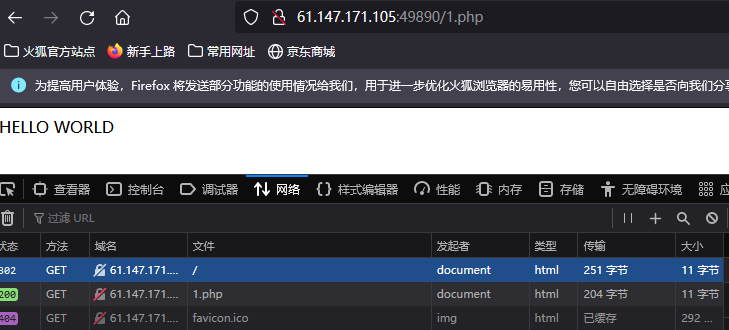 61.147.171.105:49890/1.php
火狐官方站点 新手上路 常用网址 京东商城
为提高用户体验，Firefox 将发送部分功能的使用情况给我们，用于进一步优化火狐浏览器的易用性，您可以自由选择是否向我们分享
HELLO WORLD
查看器 控制台 调试器 网络 样式编辑器 性能 内存 存储 无障碍环境
过滤 URL
状态 方法 域名 文件 发起者 类型 传输 大小
302 GET 61.147.171.... / document html 251 字节 11 字节
200 GET 61.147.171.... 1.php document html 204 字节 11 字节
404 GET 61.147.171.... favicon.ico img html 已缓存 292 ...